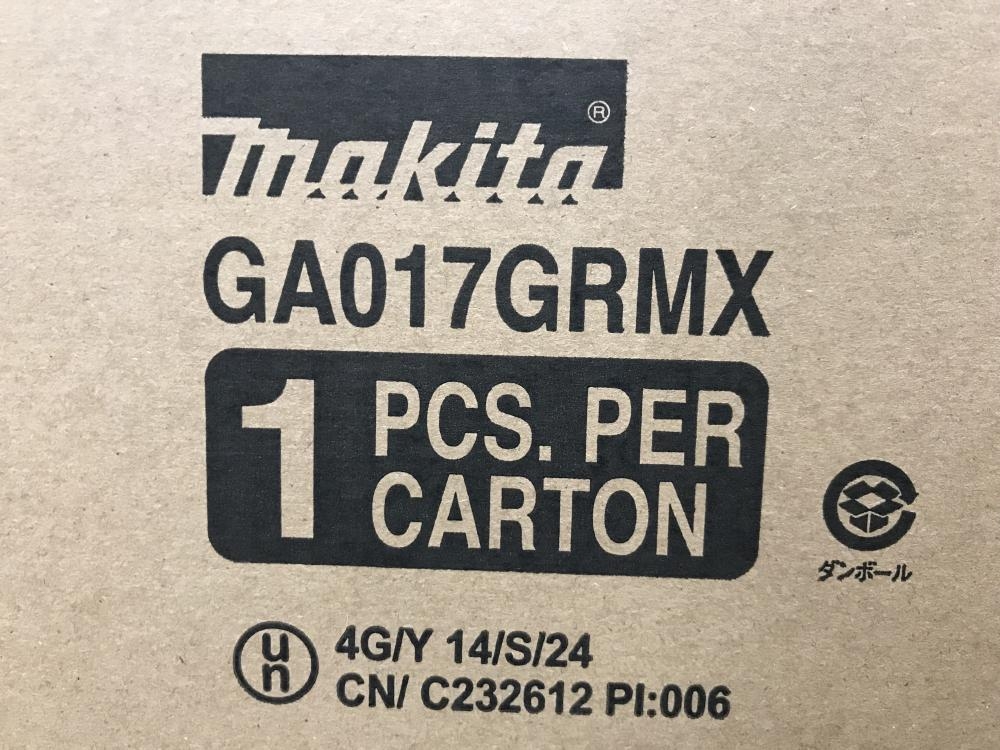 makita®
GA017GRMX
1 PCS. PER
CARTON
ダンボール
un 4G/Y 14/S/24
CN/ C232612 PI:006